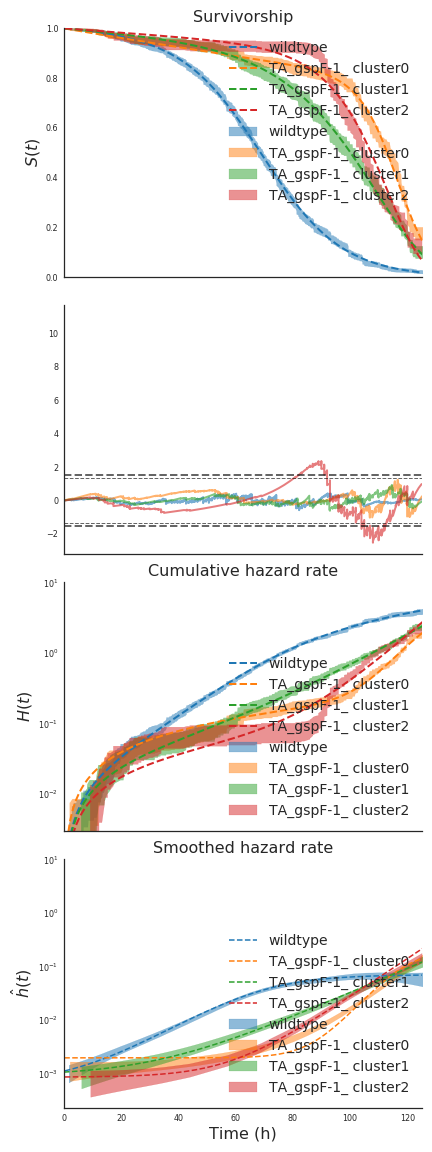 Survivorship
1.0
0.8
0.6
0.4
0.2
0.0
S(t)
wildtype
TA_gspF-1_ cluster0
TA_gspF-1_ cluster1
TA_gspF-1_ cluster2
wildtype
TA_gspF-1_ cluster0
TA_gspF-1_ cluster1
TA_gspF-1_ cluster2
10
8
6
4
2
0
−2
Cumulative hazard rate
10¹
10⁰
10⁻¹
10⁻²
H(t)
wildtype
TA_gspF-1_ cluster0
TA_gspF-1_ cluster1
TA_gspF-1_ cluster2
wildtype
TA_gspF-1_ cluster0
TA_gspF-1_ cluster1
TA_gspF-1_ cluster2
Smoothed hazard rate
10¹
10⁰
10⁻¹
10⁻²
10⁻³
ĥ(t)
wildtype
TA_gspF-1_ cluster0
TA_gspF-1_ cluster1
TA_gspF-1_ cluster2
wildtype
TA_gspF-1_ cluster0
TA_gspF-1_ cluster1
TA_gspF-1_ cluster2
0 20 40 60 80 100 120
Time (h)